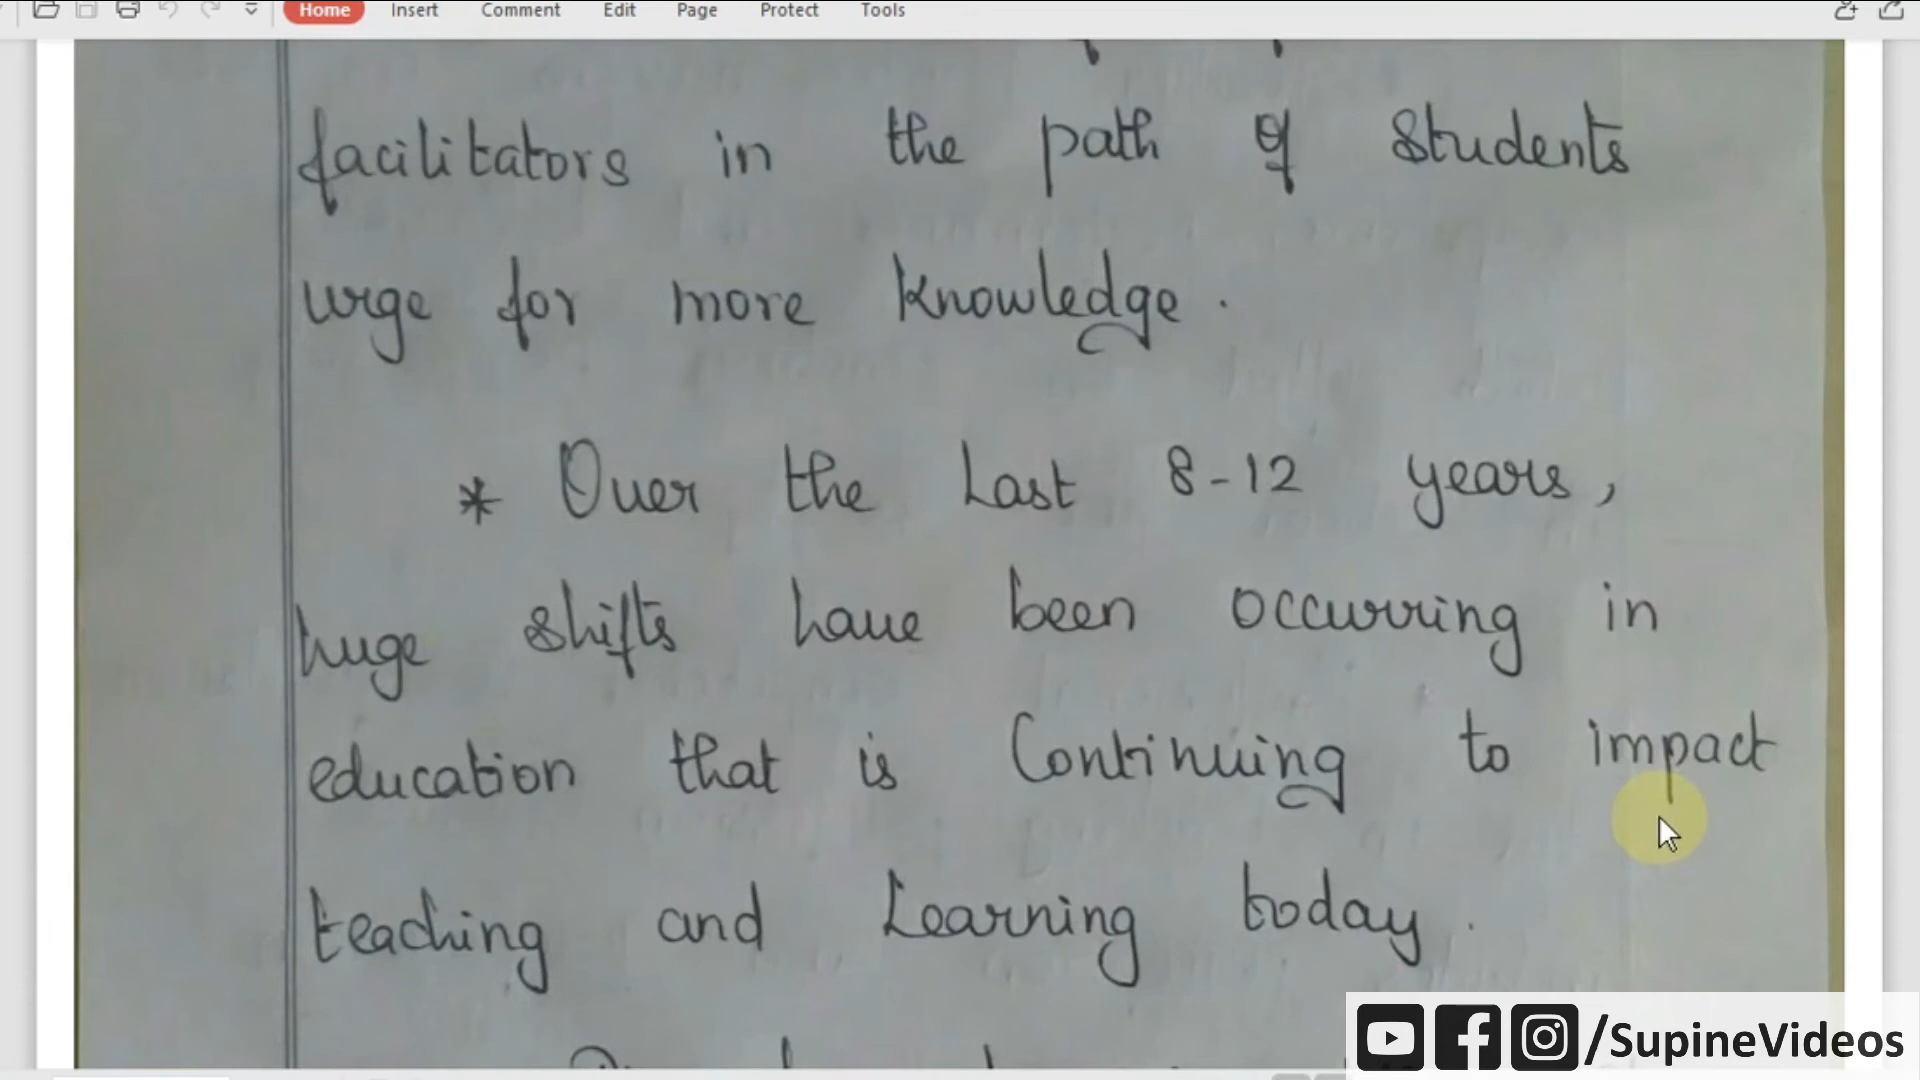 Home Insert Comment Edit Page Protect Tools
facilitators in the path of students
urge for more knowledge.
* Over the Last 8-12 years,
huge shifts have been occurring in
education that is Continuing to impact
teaching and Learning today.
/SupineVideos